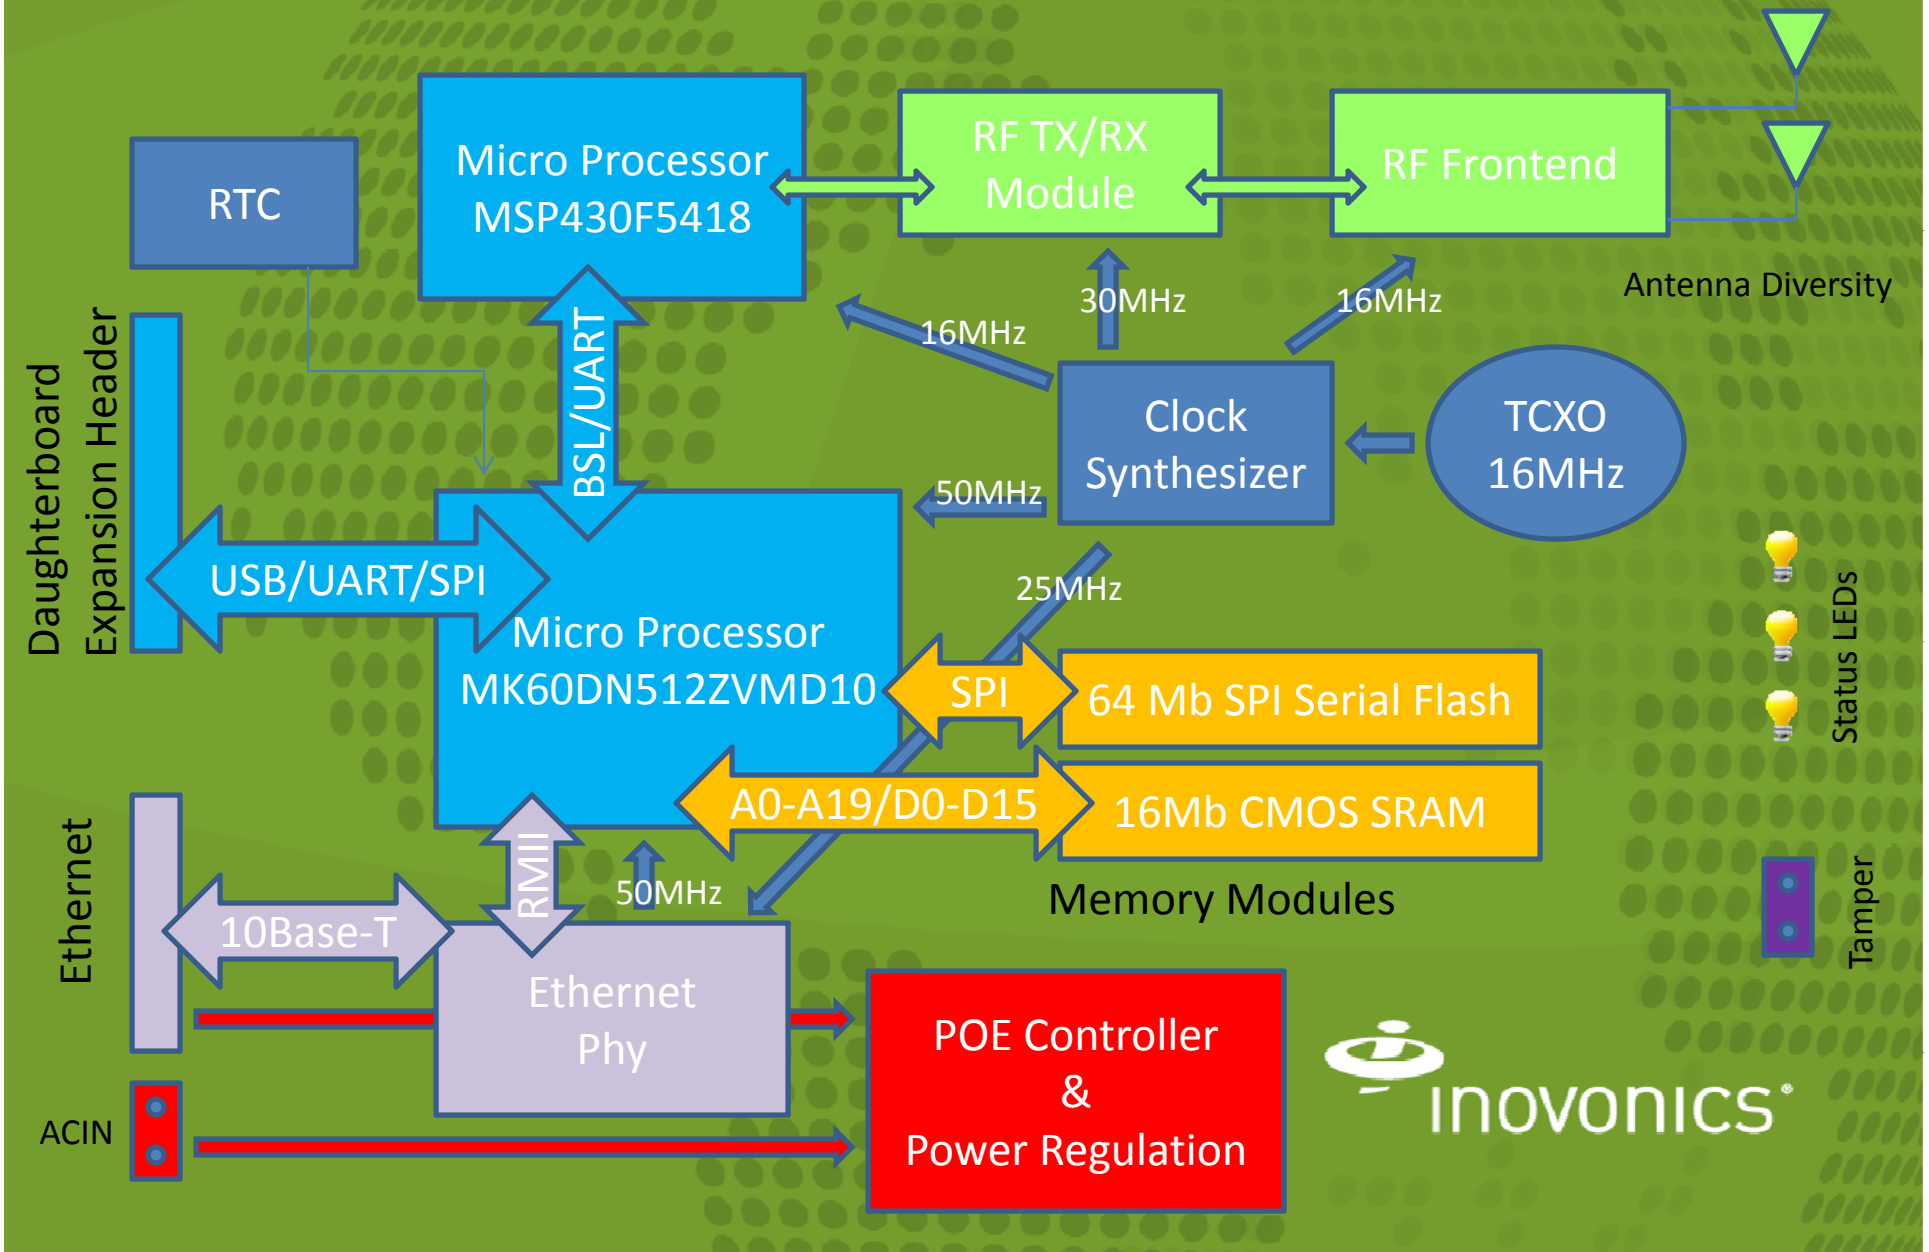 Micro Processor
MSP430F5418
RF TX/RX
Module
RF Frontend
RTC
Antenna Diversity
30MHz
16MHz
16MHz
Daughterboard
Expansion Header
BSL/UART
Clock
Synthesizer
TCXO
16MHz
50MHz
USB/UART/SPI
25MHz
Status LEDs
Micro Processor
MK60DN512ZVMD10
SPI
64 Mb SPI Serial Flash
A0-A19/D0-D15
16Mb CMOS SRAM
Memory Modules
Ethernet
RMII
50MHz
10Base-T
Tamper
Ethernet
Phy
POE Controller
&
Power Regulation
ACIN
inovonics®